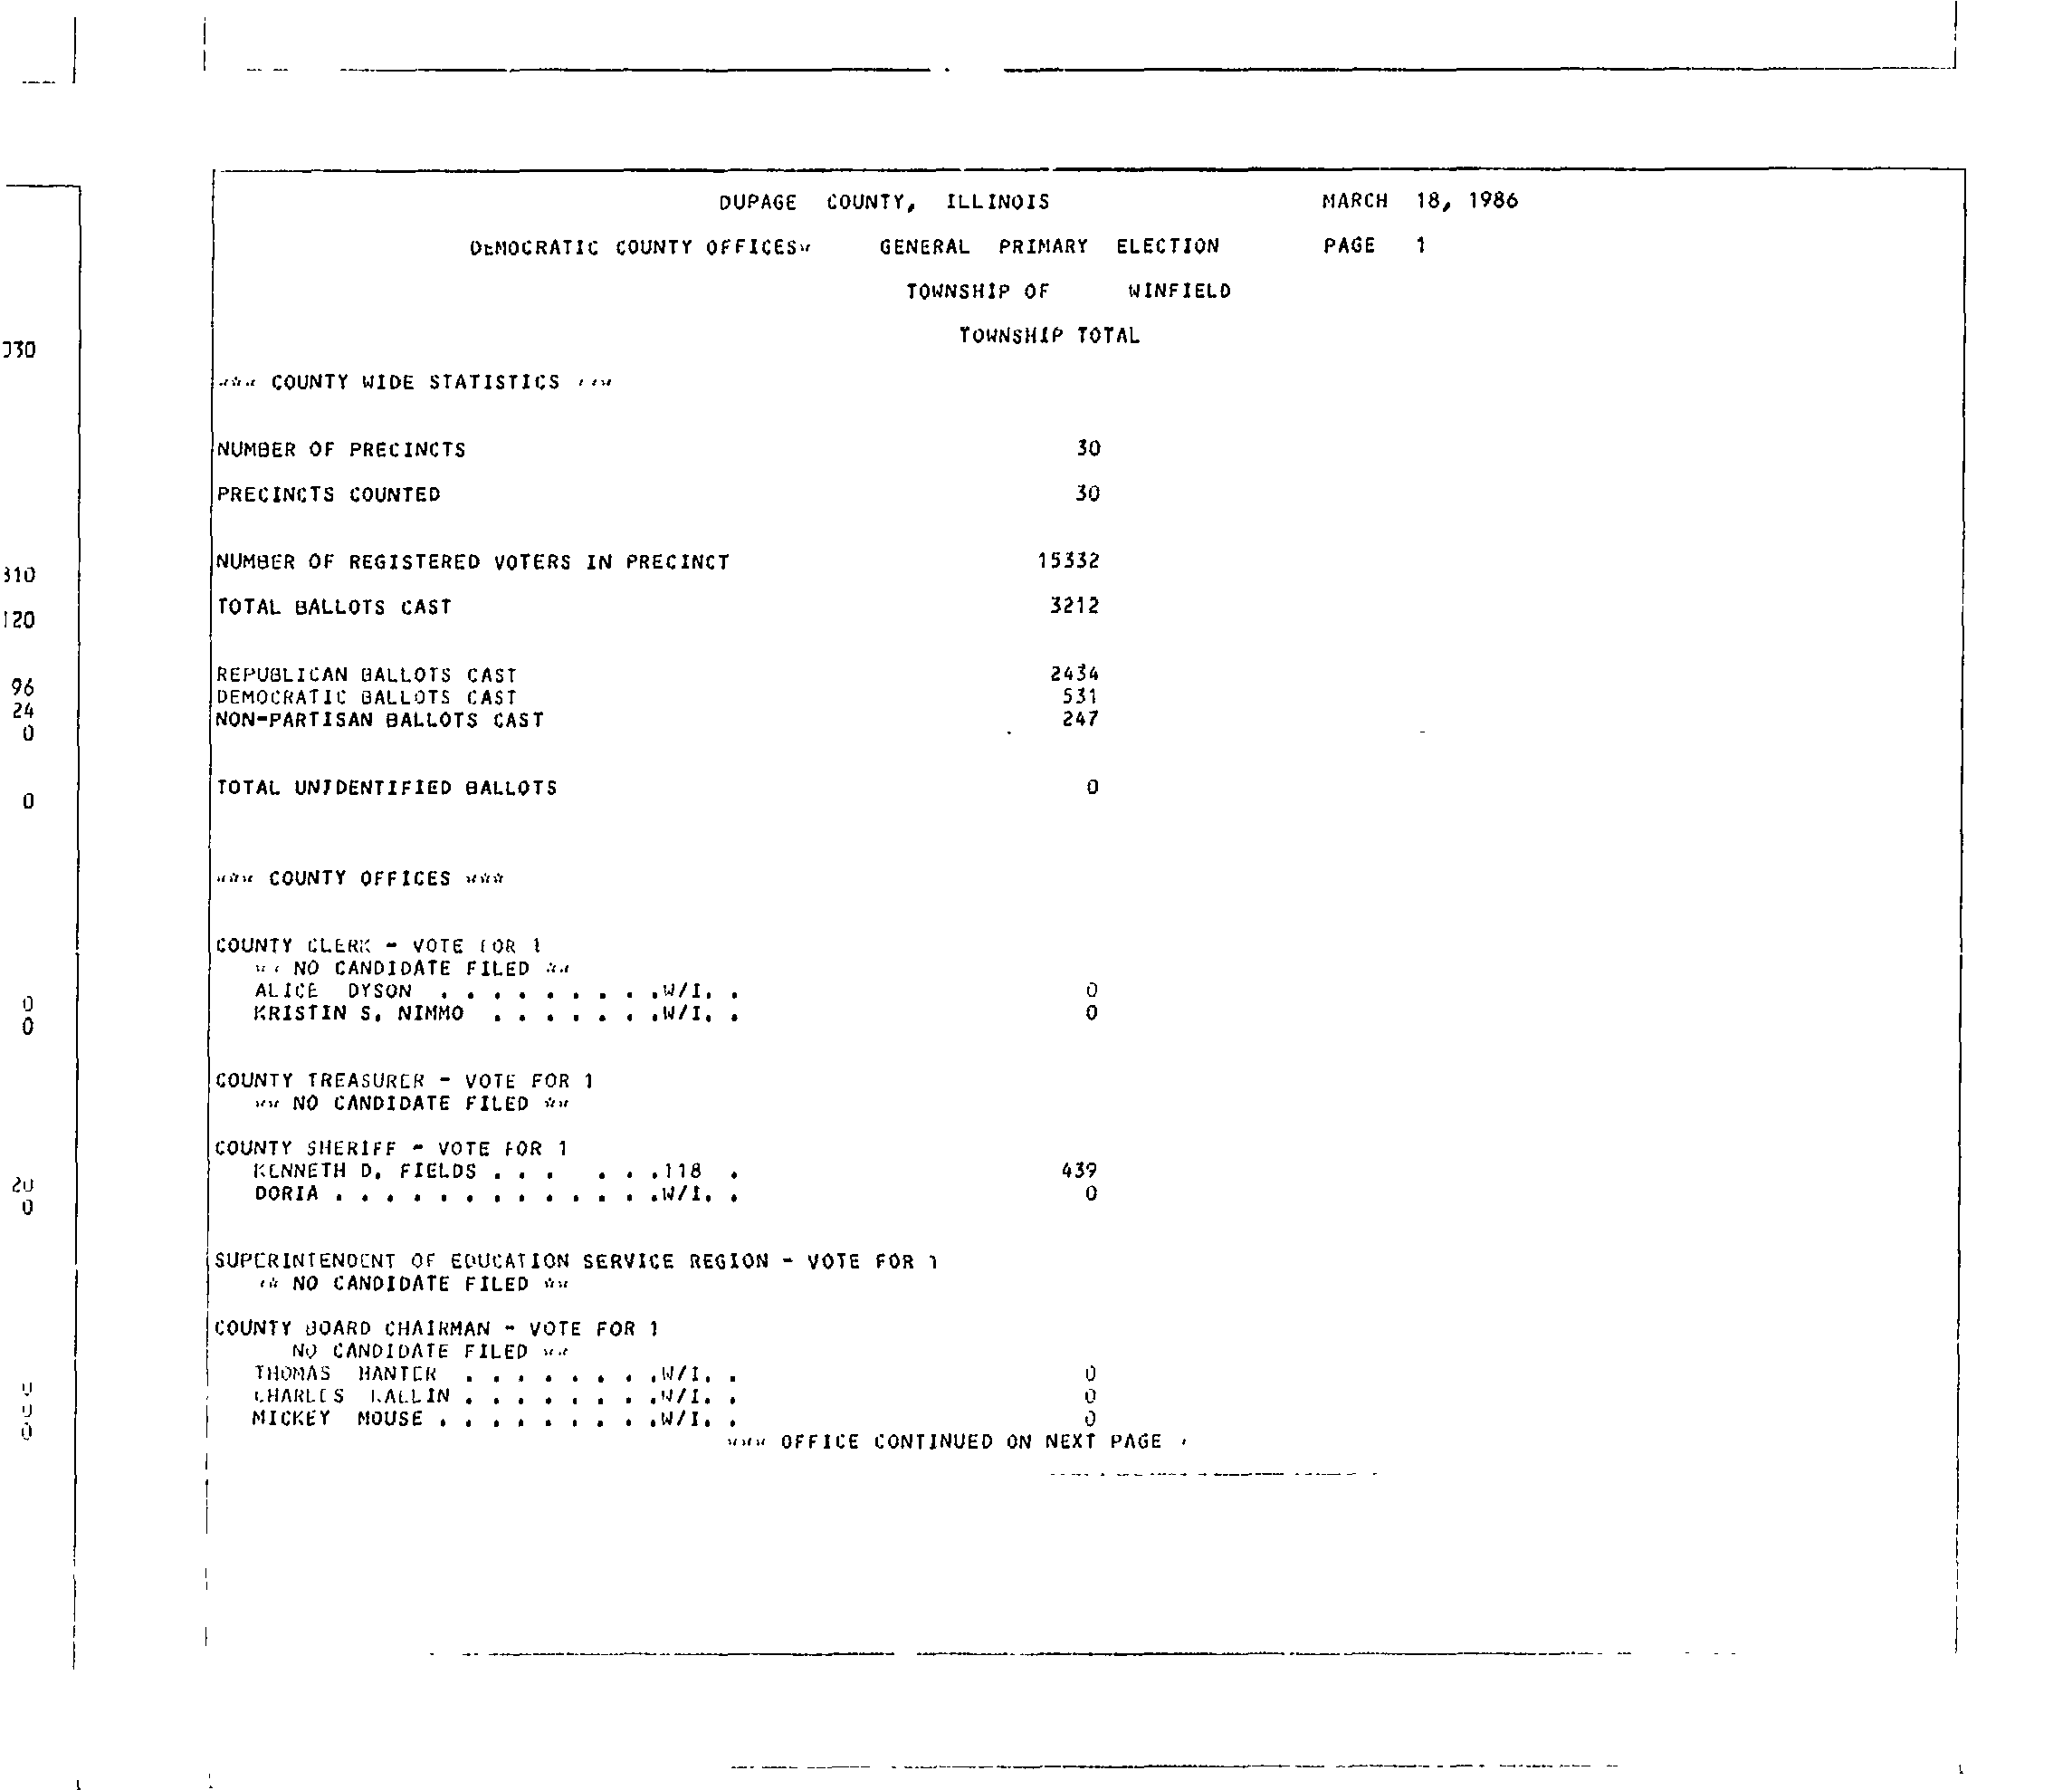 DUPAGE COUNTY, ILLINOIS MARCH 18, 1986
DEMOCRATIC COUNTY OFFICES* GENERAL PRIMARY ELECTION PAGE 1
TOWNSHIP OF WINFIELD
TOWNSHIP TOTAL
030
*** COUNTY WIDE STATISTICS ***
NUMBER OF PRECINCTS 30
PRECINCTS COUNTED 30
NUMBER OF REGISTERED VOTERS IN PRECINCT 15332
310
TOTAL BALLOTS CAST 3212
120
REPUBLICAN BALLOTS CAST 2434
96
DEMOCRATIC BALLOTS CAST 531
24
NON-PARTISAN BALLOTS CAST 247
0
TOTAL UNIDENTIFIED BALLOTS 0
0
*** COUNTY OFFICES ***
COUNTY CLERK - VOTE FOR 1
** NO CANDIDATE FILED **
ALICE DYSON . . . . . . . . .W/I. . 0
0
KRISTIN S. NIMMO . . . . . . .W/I. . 0
0
COUNTY TREASURER - VOTE FOR 1
** NO CANDIDATE FILED **
COUNTY SHERIFF - VOTE FOR 1
KENNETH D. FIELDS . . . . . .118 . 439
20
DORIA . . . . . . . . . . . . .W/I. . 0
0
SUPERINTENDENT OF EDUCATION SERVICE REGION - VOTE FOR 1
** NO CANDIDATE FILED **
COUNTY BOARD CHAIRMAN - VOTE FOR 1
NO CANDIDATE FILED **
THOMAS . . . . . . . .W/I. . 0
0
CHARLES . . . . . . . .W/I. . 0
0
MICKEY MOUSE . . . . . . . . .W/I. . 0
0
*** OFFICE CONTINUED ON NEXT PAGE